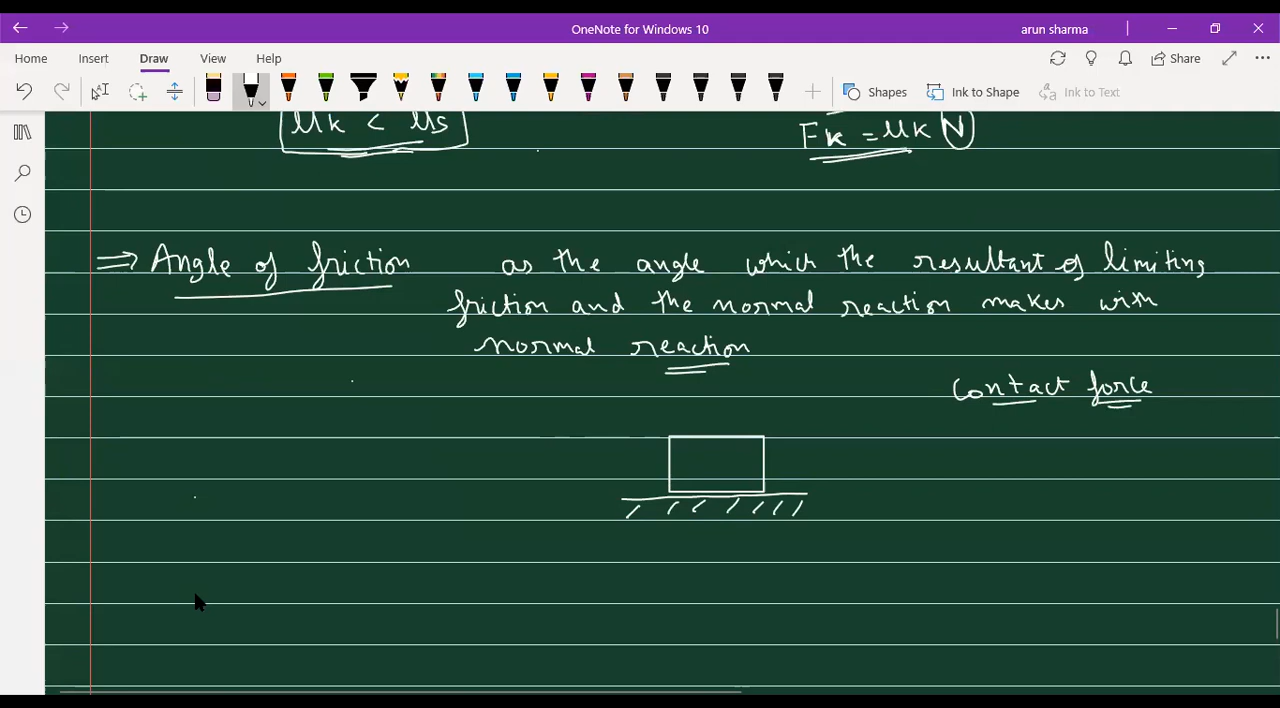 OneNote for Windows 10
arun sharma
Home Insert Draw View Help
Share
Shapes Ink to Shape Ink to Text
μk < μs
Fk = μk N
⇒ Angle of friction as the angle which the resultant of limiting
friction and the normal reaction makes with
normal reaction
Contact force